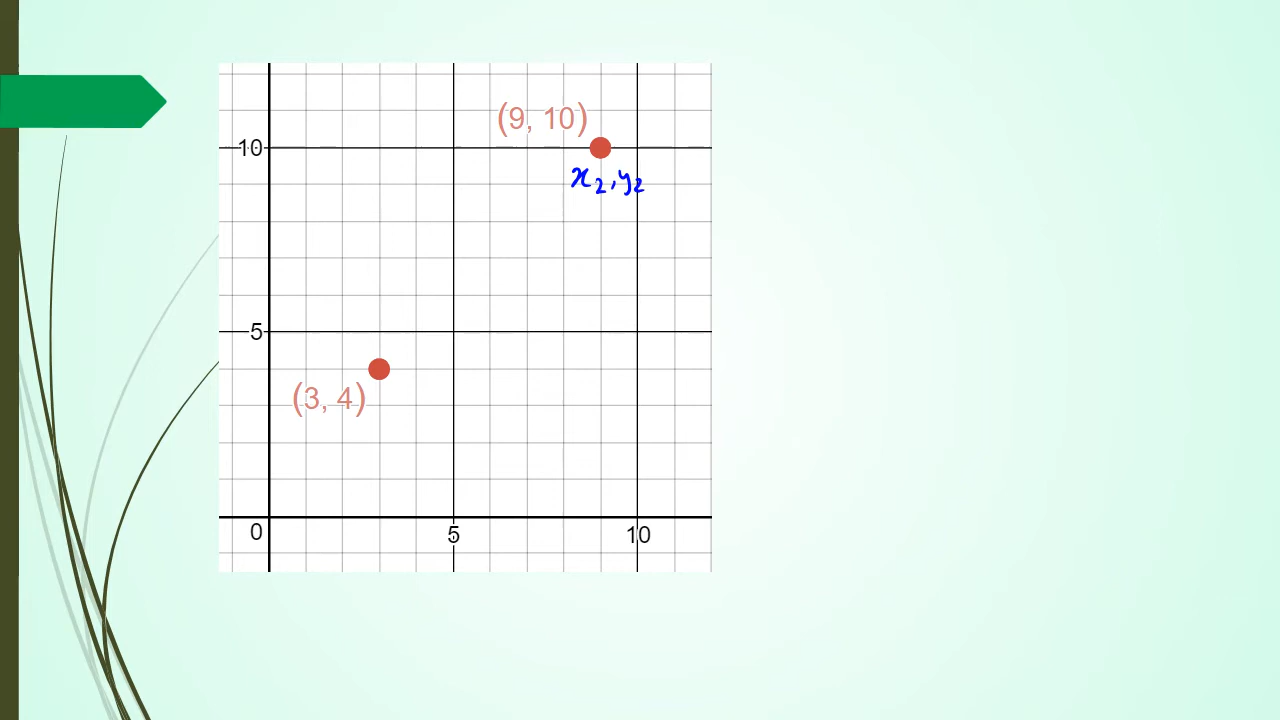 (9, 10)
10
x₂,y₂
5
(3, 4)
0 5 10